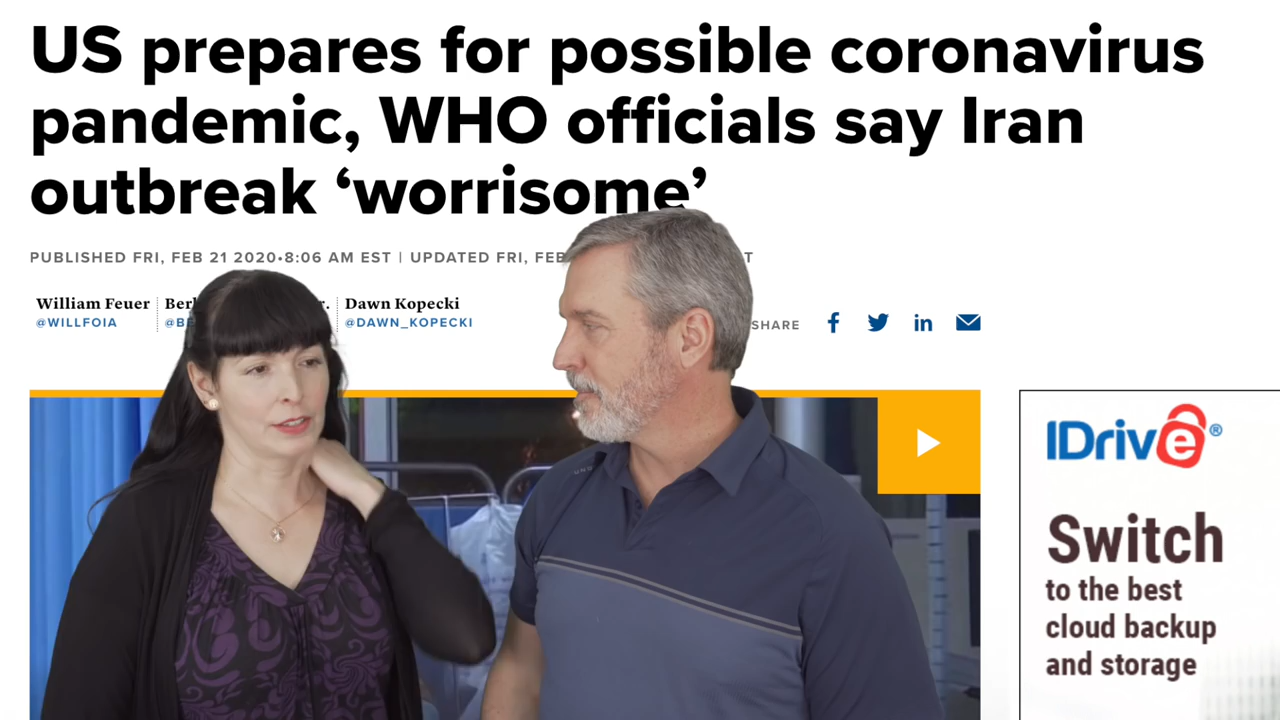 US prepares for possible coronavirus
pandemic, WHO officials say Iran
outbreak ‘worrisome’
PUBLISHED FRI, FEB 21 2020•8:06 AM EST | UPDATED FRI, FEB
William Feuer
@WILLFOIA
Dawn Kopecki
@DAWN_KOPECKI
SHARE
IDrive®
Switch
to the best
cloud backup
and storage